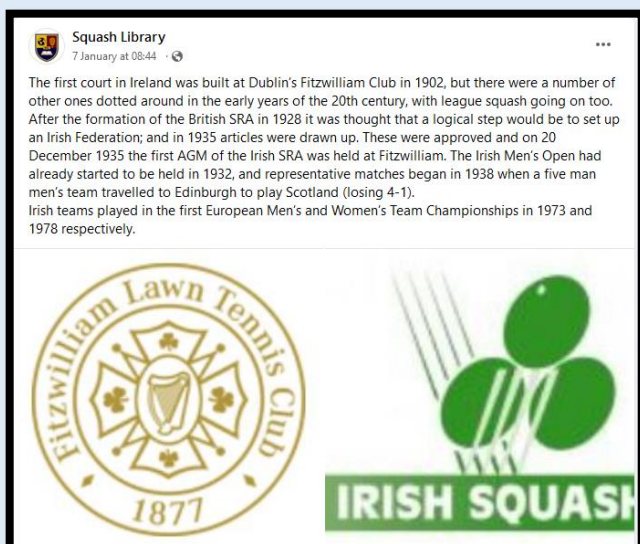 Squash Library
7 January at 08:44 ·
The first court in Ireland was built at Dublin's Fitzwilliam Club in 1902, but there were a number of
other ones dotted around in the early years of the 20th century, with league squash going on too.
After the formation of the British SRA in 1928 it was thought that a logical step would be to set up
an Irish Federation; and in 1935 articles were drawn up. These were approved and on 20
December 1935 the first AGM of the Irish SRA was held at Fitzwilliam. The Irish Men's Open had
already started to be held in 1932, and representative matches began in 1938 when a five man
men's team travelled to Edinburgh to play Scotland (losing 4-1).
Irish teams played in the first European Men's and Women's Team Championships in 1973 and
1978 respectively.
Fitzwilliam Lawn Tennis Club
1877
IRISH SQUASH